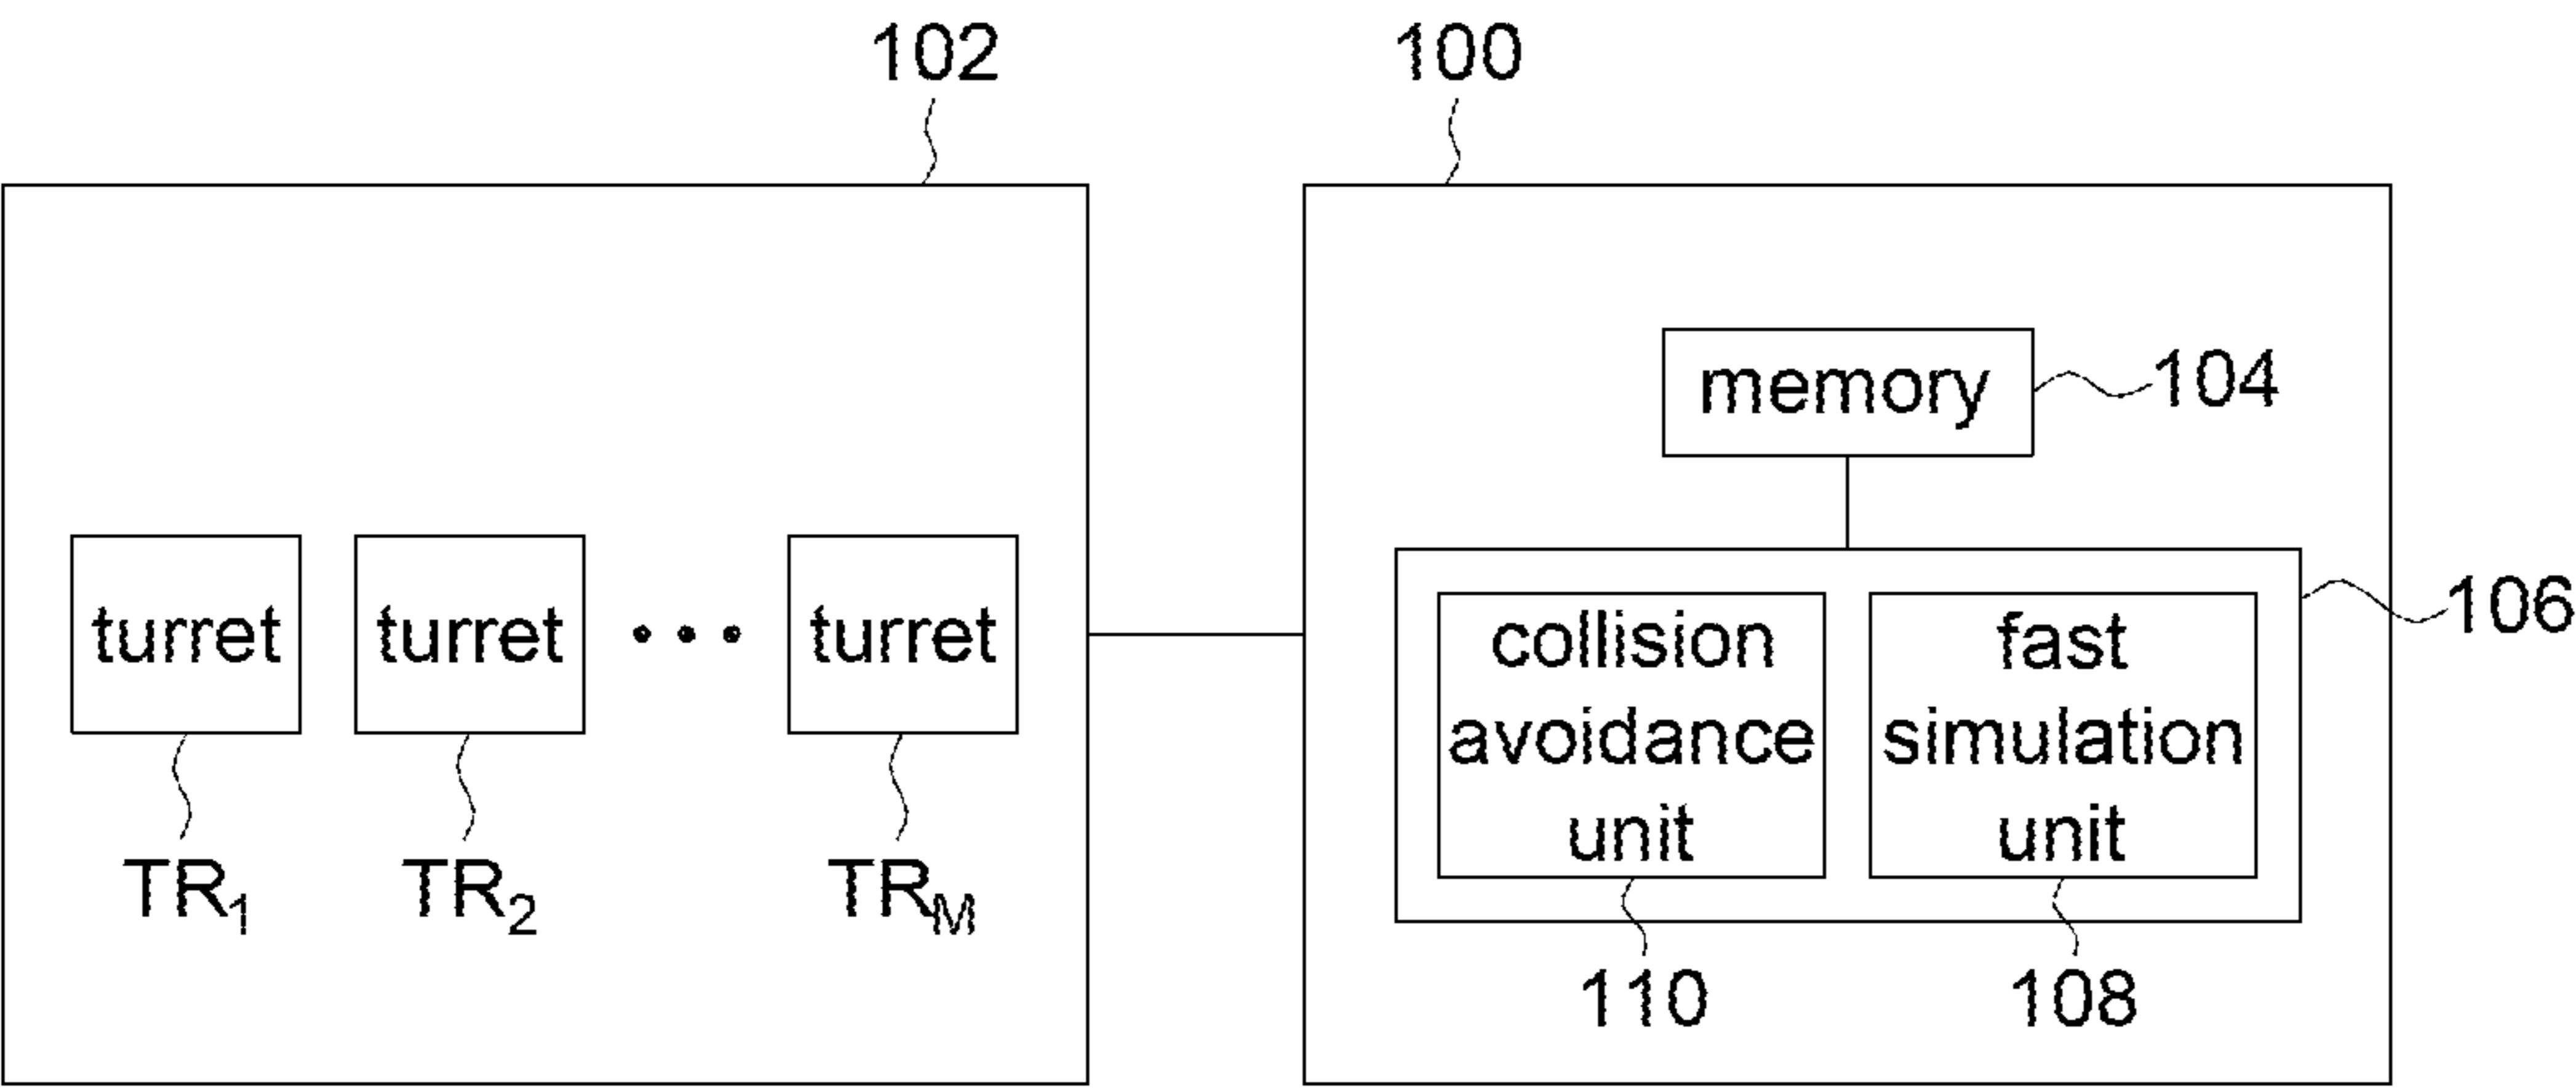 102
100
memory
104
turret
turret
• • •
turret
collision
avoidance
unit
fast
simulation
unit
106
TR1
TR2
TRM
110
108